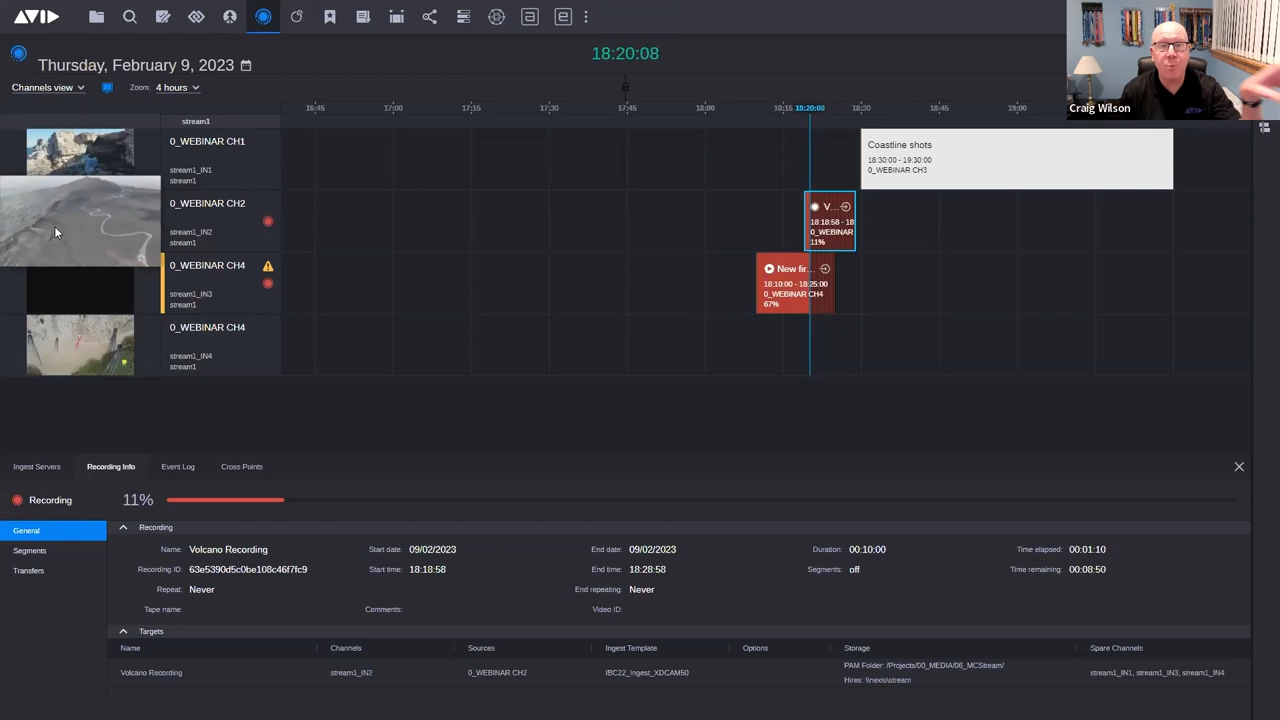 AVID
a
e
18:20:08
Thursday, February 9, 2023
Channels view
Zoom: 4 hours
Craig Wilson
AVID
16:45 17:00 17:15 17:30 17:45 18:00 18:15 18:20:08 18:30 18:45 19:00
stream1
0_WEBINAR CH1
stream1_IN1
stream1
Coastline shots
18:30:00 - 19:30:00
0_WEBINAR CH3
0_WEBINAR CH2
stream1_IN2
stream1
V...
18:18:58 - 18
0_WEBINAR
11%
0_WEBINAR CH4
stream1_IN3
stream1
New fir...
18:10:00 - 18:25:00
0_WEBINAR CH4
67%
0_WEBINAR CH4
stream1_IN4
stream1
Ingest Servers Recording Info Event Log Cross Points
Recording 11%
General
Segments
Transfers
Recording
Name: Volcano Recording Start date: 09/02/2023 End date: 09/02/2023 Duration: 00:10:00 Time elapsed: 00:01:10
Recording ID: 63e5390d5c0be108c46f7fc9 Start time: 18:18:58 End time: 18:28:58 Segments: off Time remaining: 00:08:50
Repeat: Never End repeating: Never
Tape name: Comments: Video ID:
Targets
Name Channels Sources Ingest Template Options Storage Spare Channels
Volcano Recording stream1_IN2 0_WEBINAR CH2 IBC22_Ingest_XDCAM50 PAM Folder: /Projects/00_MEDIA/06_MCStream/ stream1_IN1, stream1_IN3, stream1_IN4
Hires: \\nexis\stream